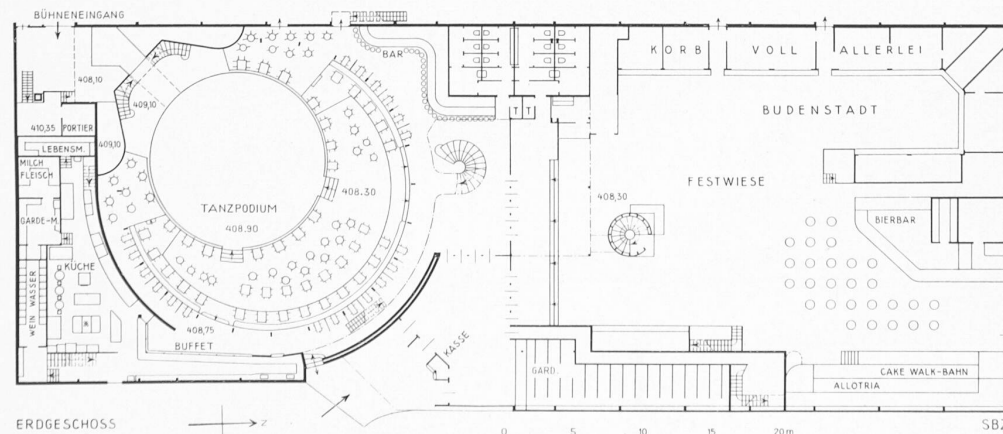 BÜHNENEINGANG
BAR
KORB
VOLL
ALLERLEI
408,10
409,10
BUDENSTADT
410,35
PORTIER
409,10
T T
LEBENSM.
MILCH
FLEISCH
408.30
FESTWIESE
408,30
TANZPODIUM
GARDE-M.
408.90
BIERBAR
KÜCHE
WEIN WASSER
408,75
BUFFET
KASSE
GARD.
CAKE WALK-BAHN
ALLOTRIA
ERDGESCHOSS
Z
0 5 10 15 20m
SBZ